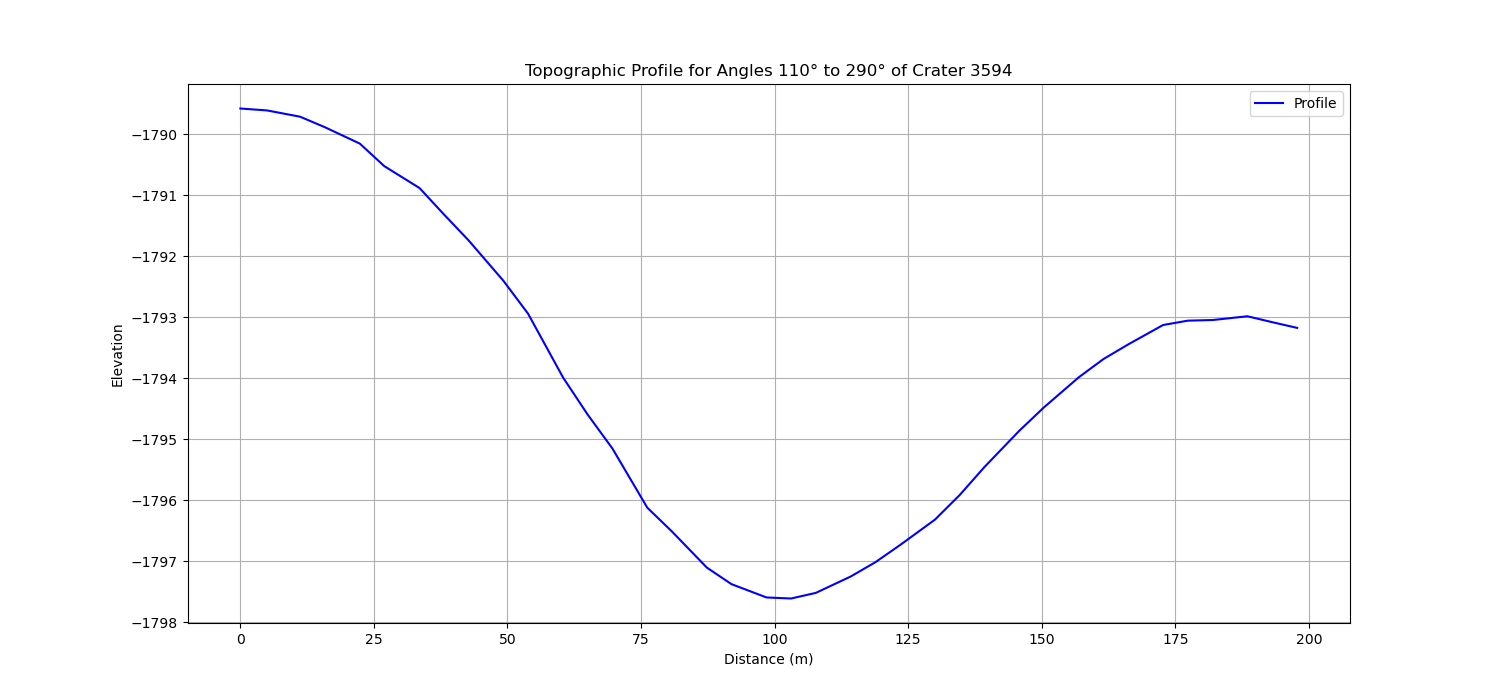 Topographic Profile for Angles 110° to 290° of Crater 3594
Profile
−1790
−1791
−1792
−1793
−1794
−1795
−1796
−1797
−1798
Elevation
0 25 50 75 100 125 150 175 200
Distance (m)